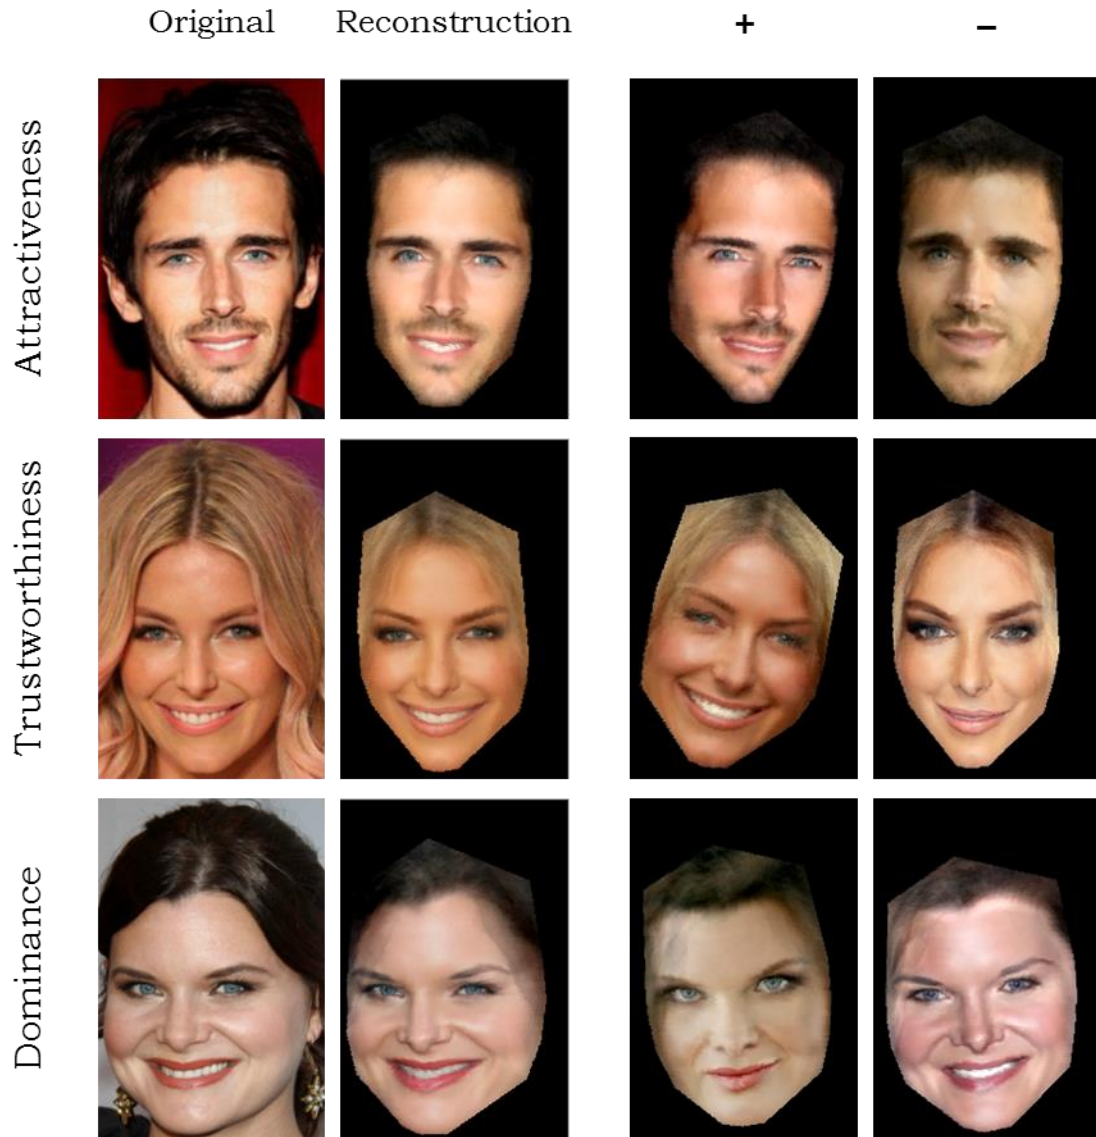 Original Reconstruction + −
Attractiveness
Trustworthiness
Dominance